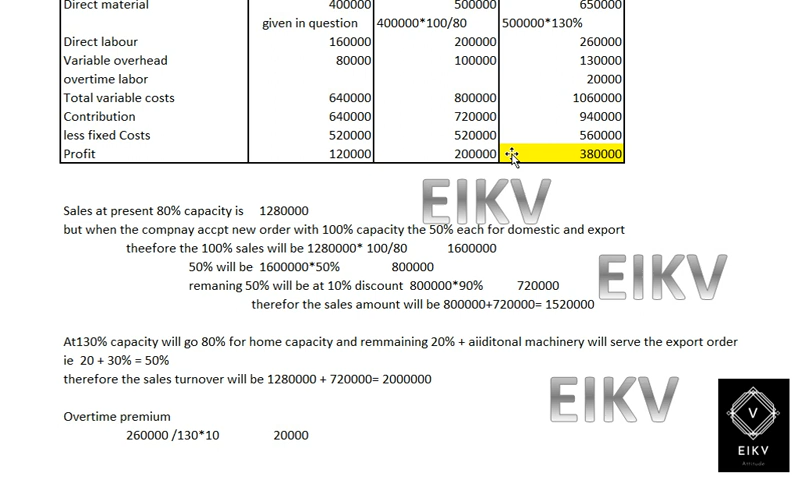 Direct material 400000 500000 650000
given in question 400000*100/80 500000*130%
Direct labour 160000 200000 260000
Variable overhead 80000 100000 130000
overtime labor 20000
Total variable costs 640000 800000 1060000
Contribution 640000 720000 940000
less fixed Costs 520000 520000 560000
Profit 120000 200000 380000
EIKV
Sales at present 80% capacity is 1280000
but when the compnay accpt new order with 100% capacity the 50% each for domestic and export
theefore the 100% sales will be 1280000* 100/80 1600000
50% will be 1600000*50% 800000
EIKV
remaning 50% will be at 10% discount 800000*90% 720000
therefor the sales amount will be 800000+720000= 1520000
At130% capacity will go 80% for home capacity and remmaining 20% + aiiditonal machinery will serve the export order
ie 20 + 30% = 50%
therefore the sales turnover will be 1280000 + 720000= 2000000
EIKV
Overtime premium
260000 /130*10 20000
V
EIKV
Attitude